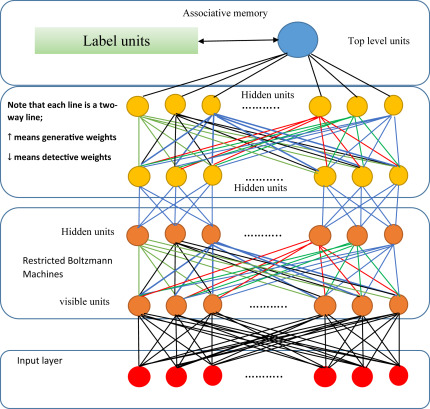 Associative memory
Label units
Top level units
Note that each line is a two-
way line;
↑ means generative weights
↓ means detective weights
Hidden units
...........
...........
Hidden units
Hidden units
...........
Restricted Boltzmann
Machines
visible units
...........
Input layer
...........